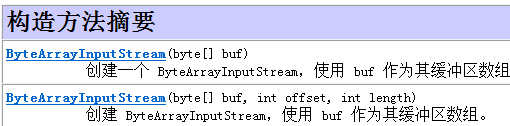 构造方法摘要
ByteArrayInputStream(byte[] buf)
创建一个 ByteArrayInputStream，使用 buf 作为其缓冲区数组
ByteArrayInputStream(byte[] buf, int offset, int length)
创建 ByteArrayInputStream，使用 buf 作为其缓冲区数组。